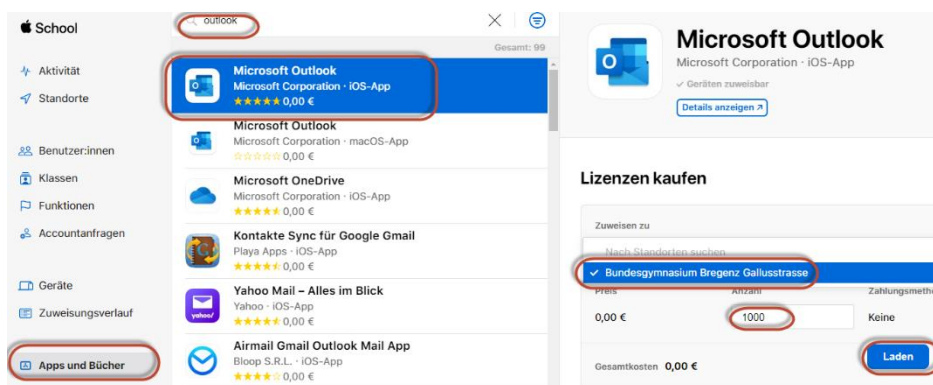 School
Aktivität
Standorte
Benutzer:innen
Klassen
Funktionen
Accountanfragen
Geräte
Zuweisungsverlauf
Apps und Bücher
outlook
Gesamt: 99
Microsoft Outlook
Microsoft Corporation · iOS-App
0,00 €
Microsoft Outlook
Microsoft Corporation · macOS-App
0,00 €
Microsoft OneDrive
Microsoft Corporation · iOS-App
0,00 €
Kontakte Sync für Google Gmail
Playa Apps · iOS-App
0,00 €
Yahoo Mail – Alles im Blick
Yahoo · iOS-App
0,00 €
Airmail Gmail Outlook Mail App
Bloop S.R.L. · iOS-App
0,00 €
Microsoft Outlook
Microsoft Corporation · iOS-App
✓ Geräten zuweisbar
Details anzeigen ↗
Lizenzen kaufen
Zuweisen zu
Nach Standorten suchen
✓ Bundesgymnasium Bregenz Gallusstrasse
Preis Anzahl Zahlungsmetho
0,00 € 1000 Keine
Gesamtkosten 0,00 € Laden